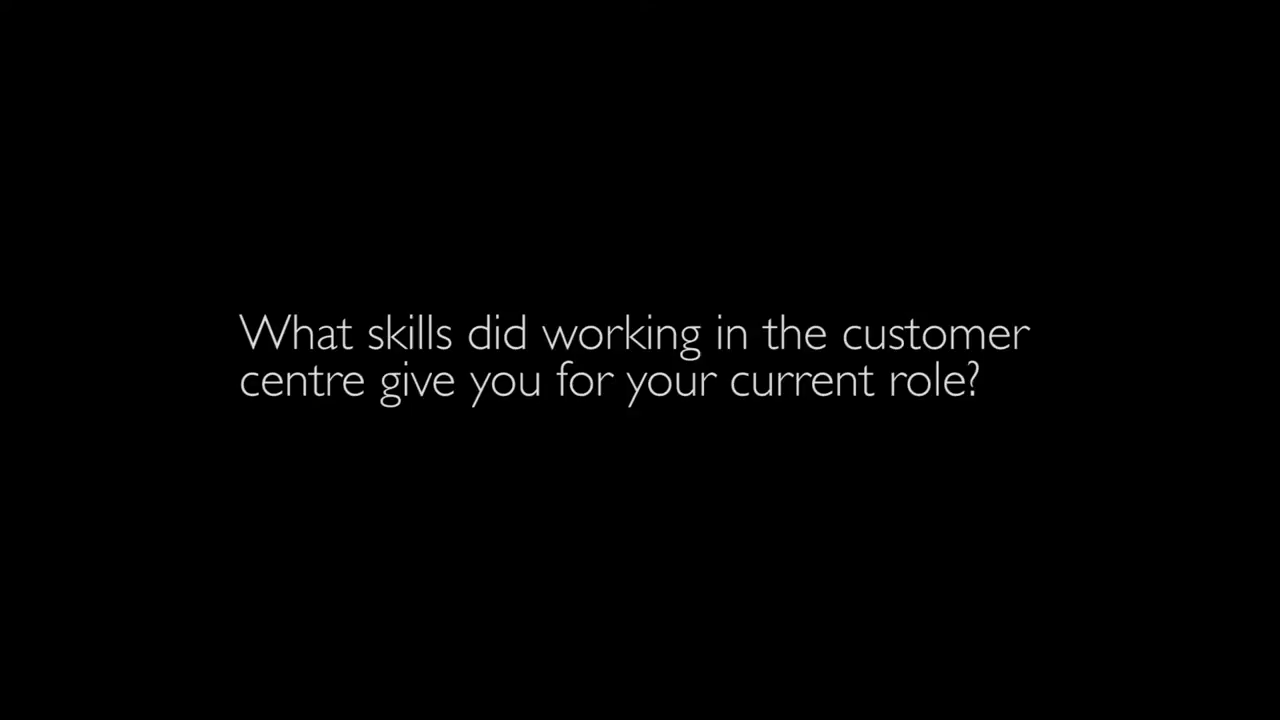 What skills did working in the customer
centre give you for your current role?